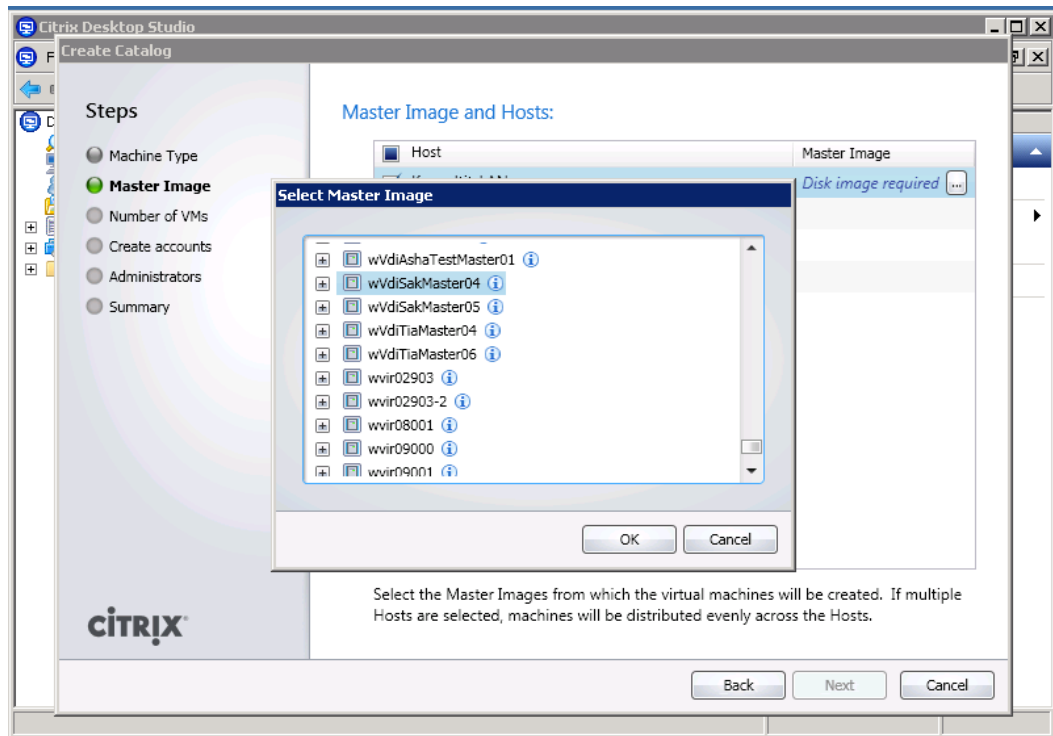 Citrix Desktop Studio
Create Catalog
Steps
Machine Type
Master Image
Number of VMs
Create accounts
Administrators
Summary
Master Image and Hosts:
Host Master Image
Disk image required ...
Select Master Image
wVdiAshaTestMaster01
wVdiSakMaster04
wVdiSakMaster05
wVdiTiaMaster04
wVdiTiaMaster06
wvir02903
wvir02903-2
wvir08001
wvir09000
wvir09001
OK Cancel
Select the Master Images from which the virtual machines will be created. If multiple
Hosts are selected, machines will be distributed evenly across the Hosts.
CITRIX
Back Next Cancel